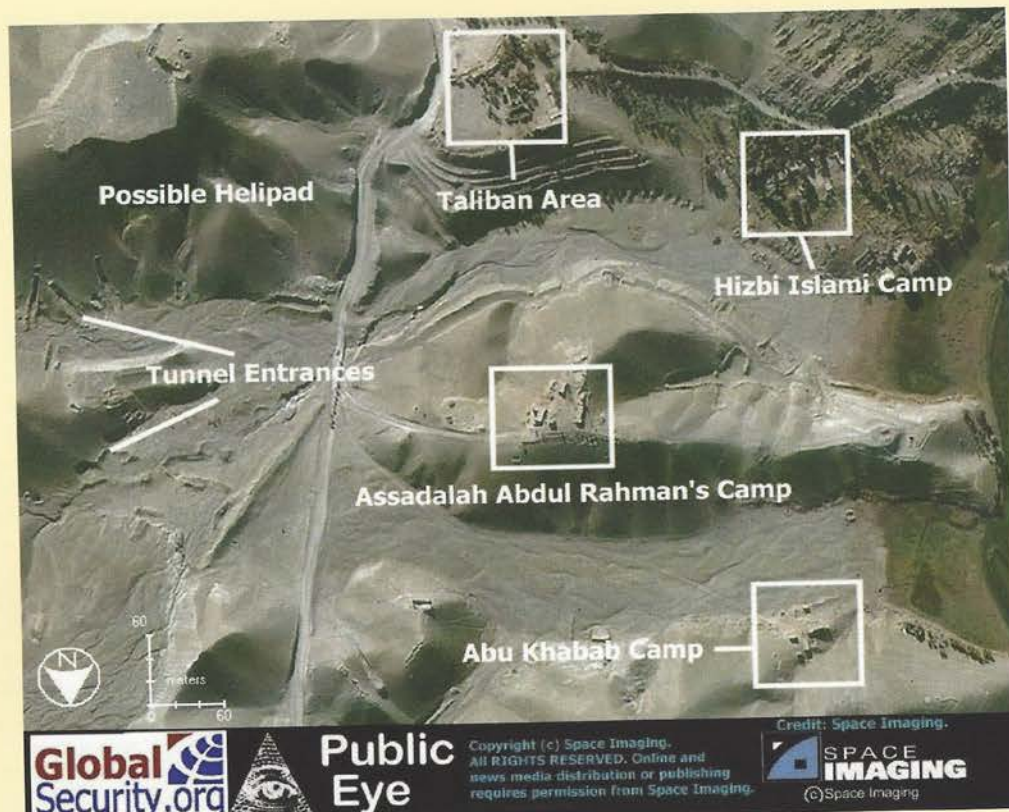 Taliban Area
Possible Helipad
Hizbi Islami Camp
Tunnel Entrances
Assadalah Abdul Rahman's Camp
Abu Khabab Camp
N
60
meters
0 60
Global
Security.org
Public
Eye
Copyright (c) Space Imaging.
All RIGHTS RESERVED. Online and
news media distribution or publishing
requires permission from Space Imaging.
Credit: Space Imaging.
SPACE
IMAGING
(c)Space Imaging